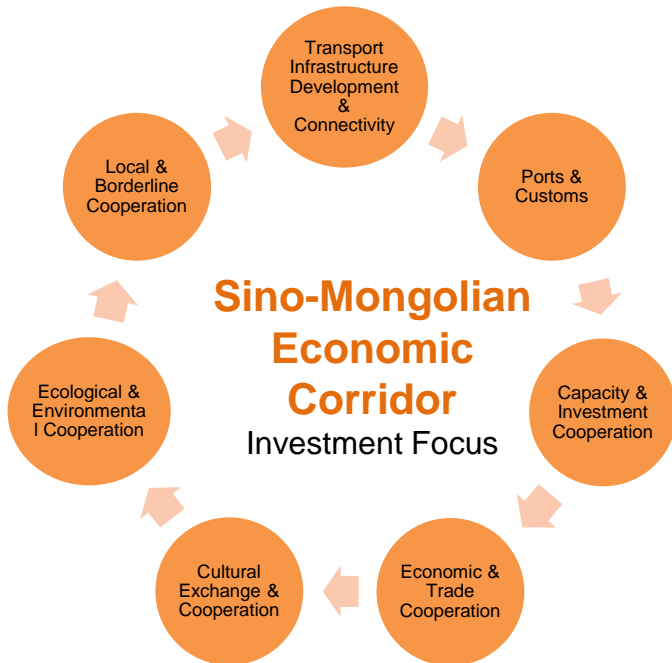 Transport
Infrastructure
Development
&
Connectivity
Ports &
Customs
Capacity &
Investment
Cooperation
Economic &
Trade
Cooperation
Cultural
Exchange &
Cooperation
Ecological &
Environmenta
l Cooperation
Local &
Borderline
Cooperation
Sino-Mongolian
Economic
Corridor
Investment Focus